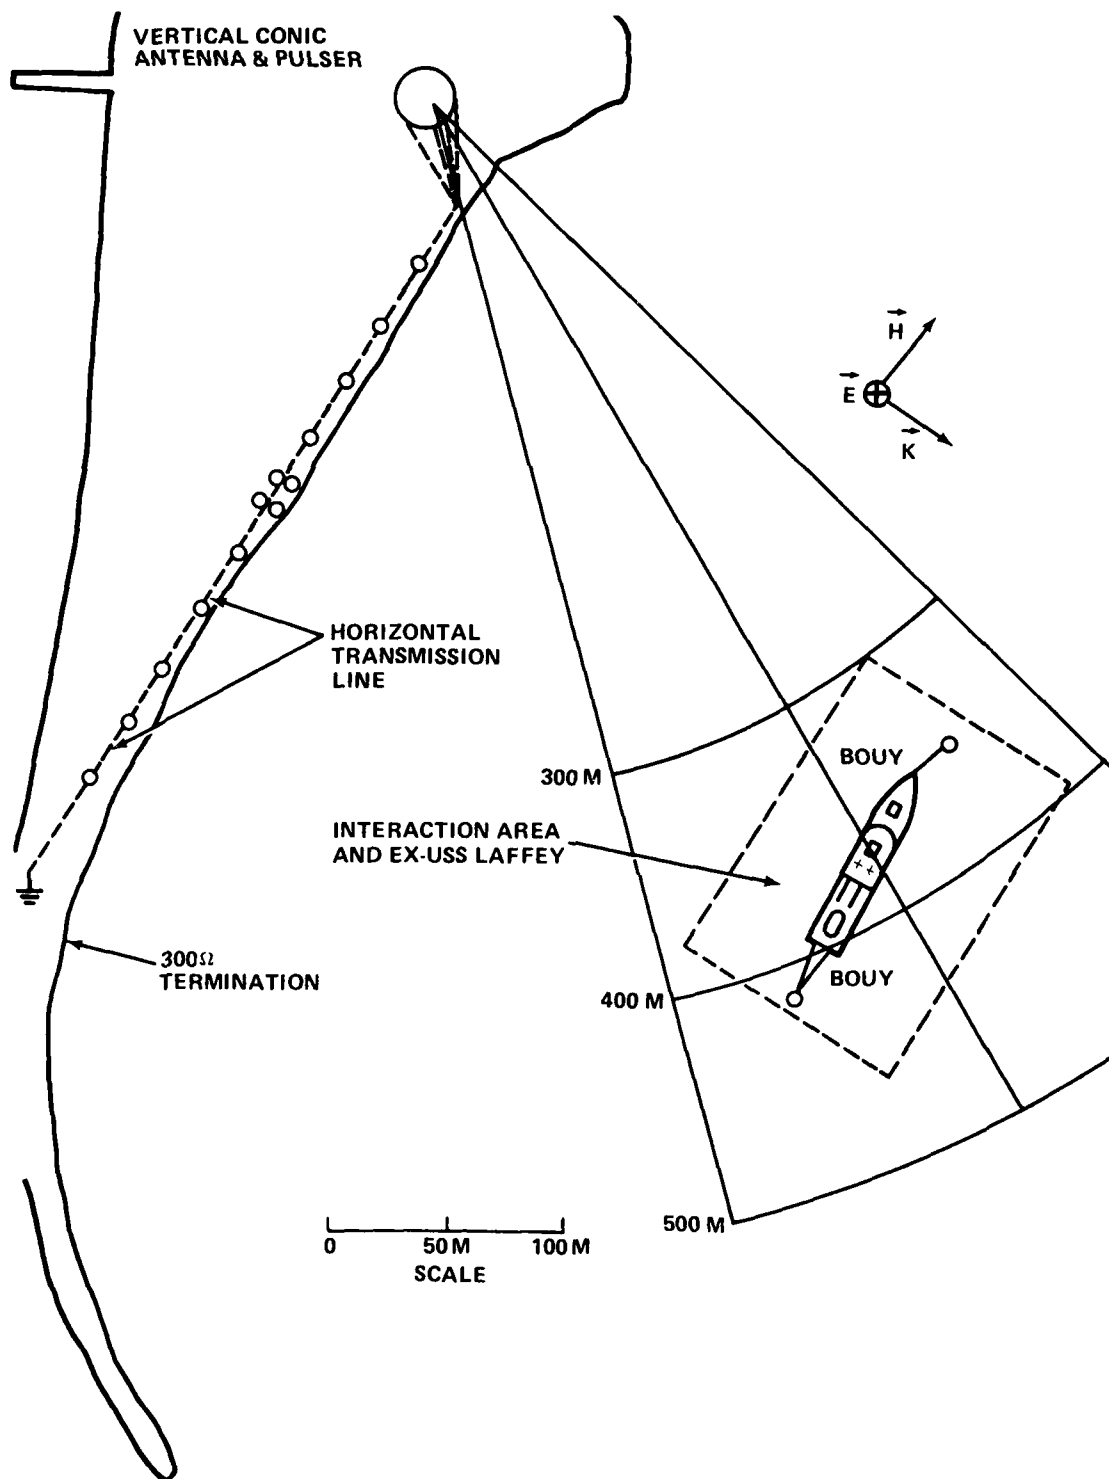 VERTICAL CONIC
ANTENNA & PULSER
H
E
K
HORIZONTAL
TRANSMISSION
LINE
BOUY
300 M
INTERACTION AREA
AND EX-USS LAFFEY
300Ω
TERMINATION
BOUY
400 M
500 M
0 50 M 100 M
SCALE